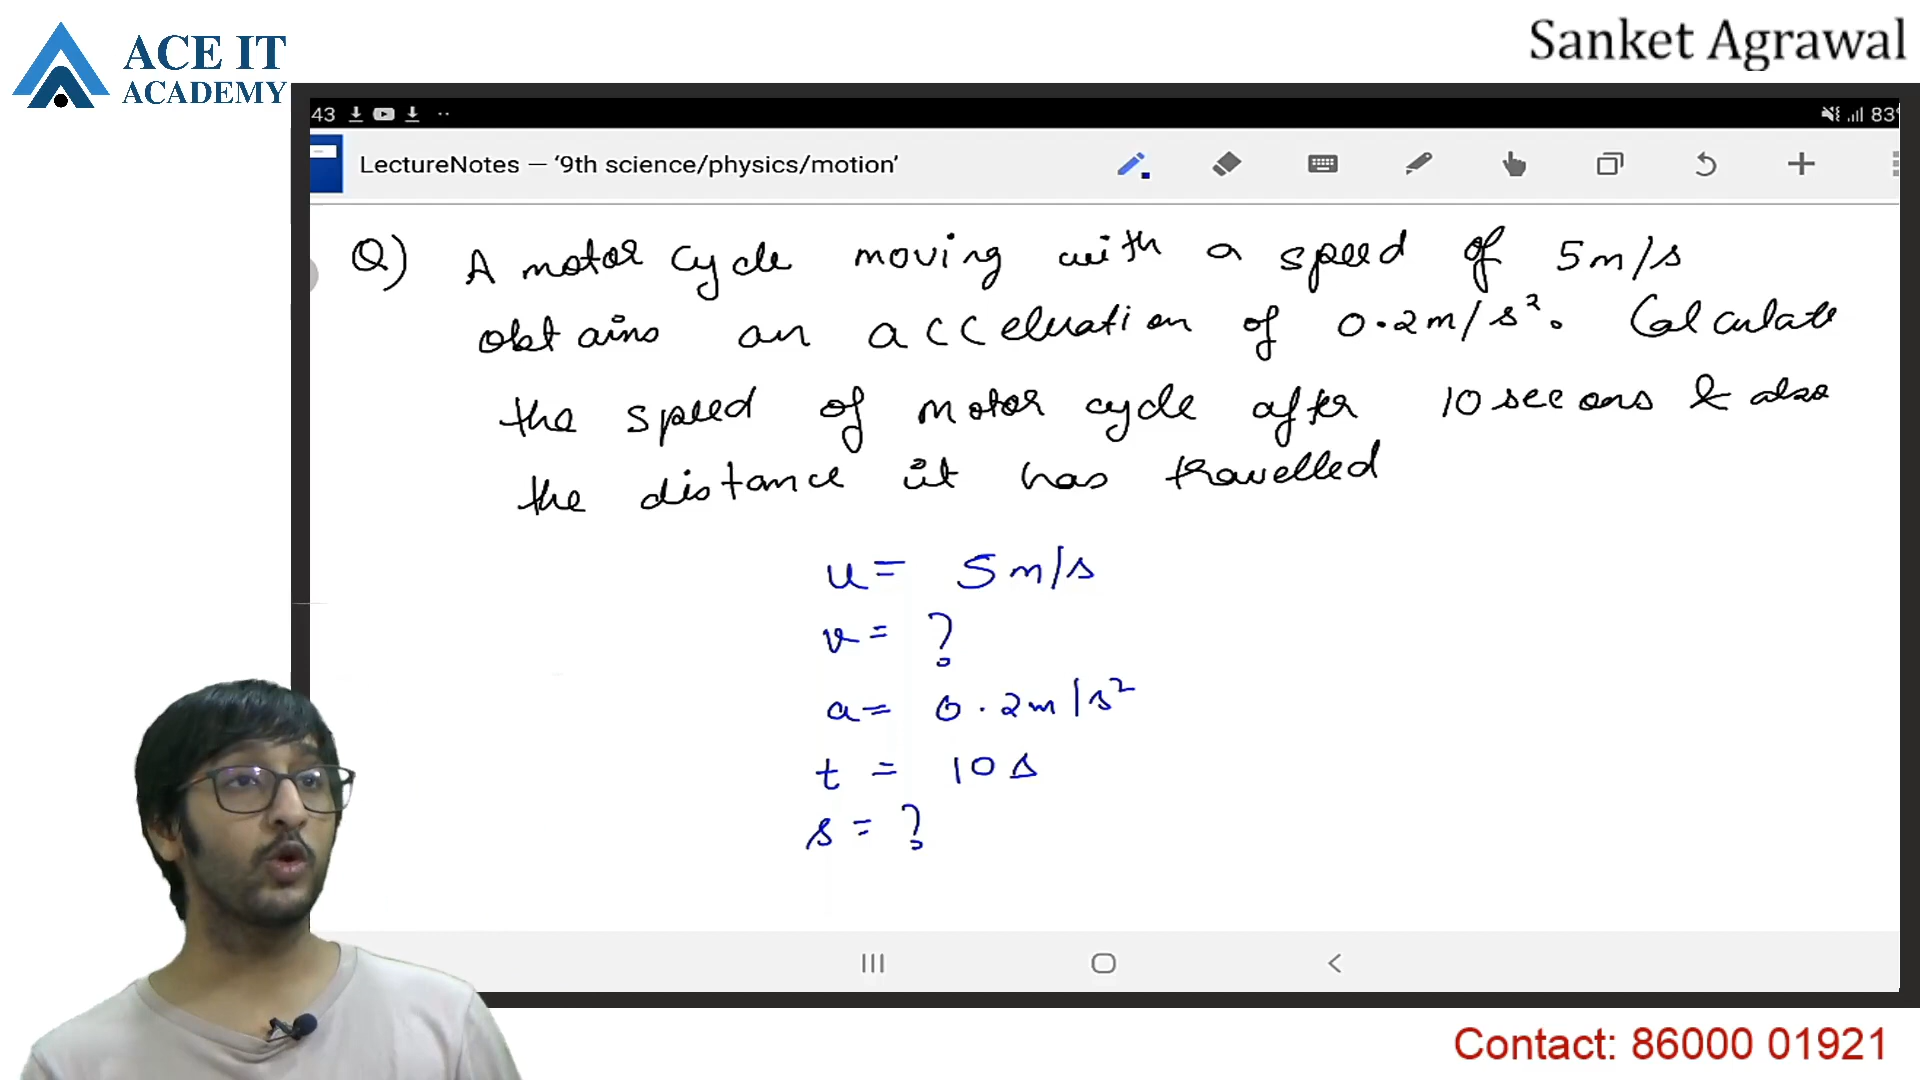 ACE IT
ACADEMY
Sanket Agrawal
43
83
LectureNotes – ‘9th science/physics/motion’
Q) A motor cycle moving with a speed of 5m/s
obtains an acceleration of 0.2m/s². Calculate
the speed of motor cycle after 10 secons & also
the distance it has travelled
u = 5m/s
v = ?
a = 0.2m/s²
t = 10s
s = ?
Contact: 86000 01921